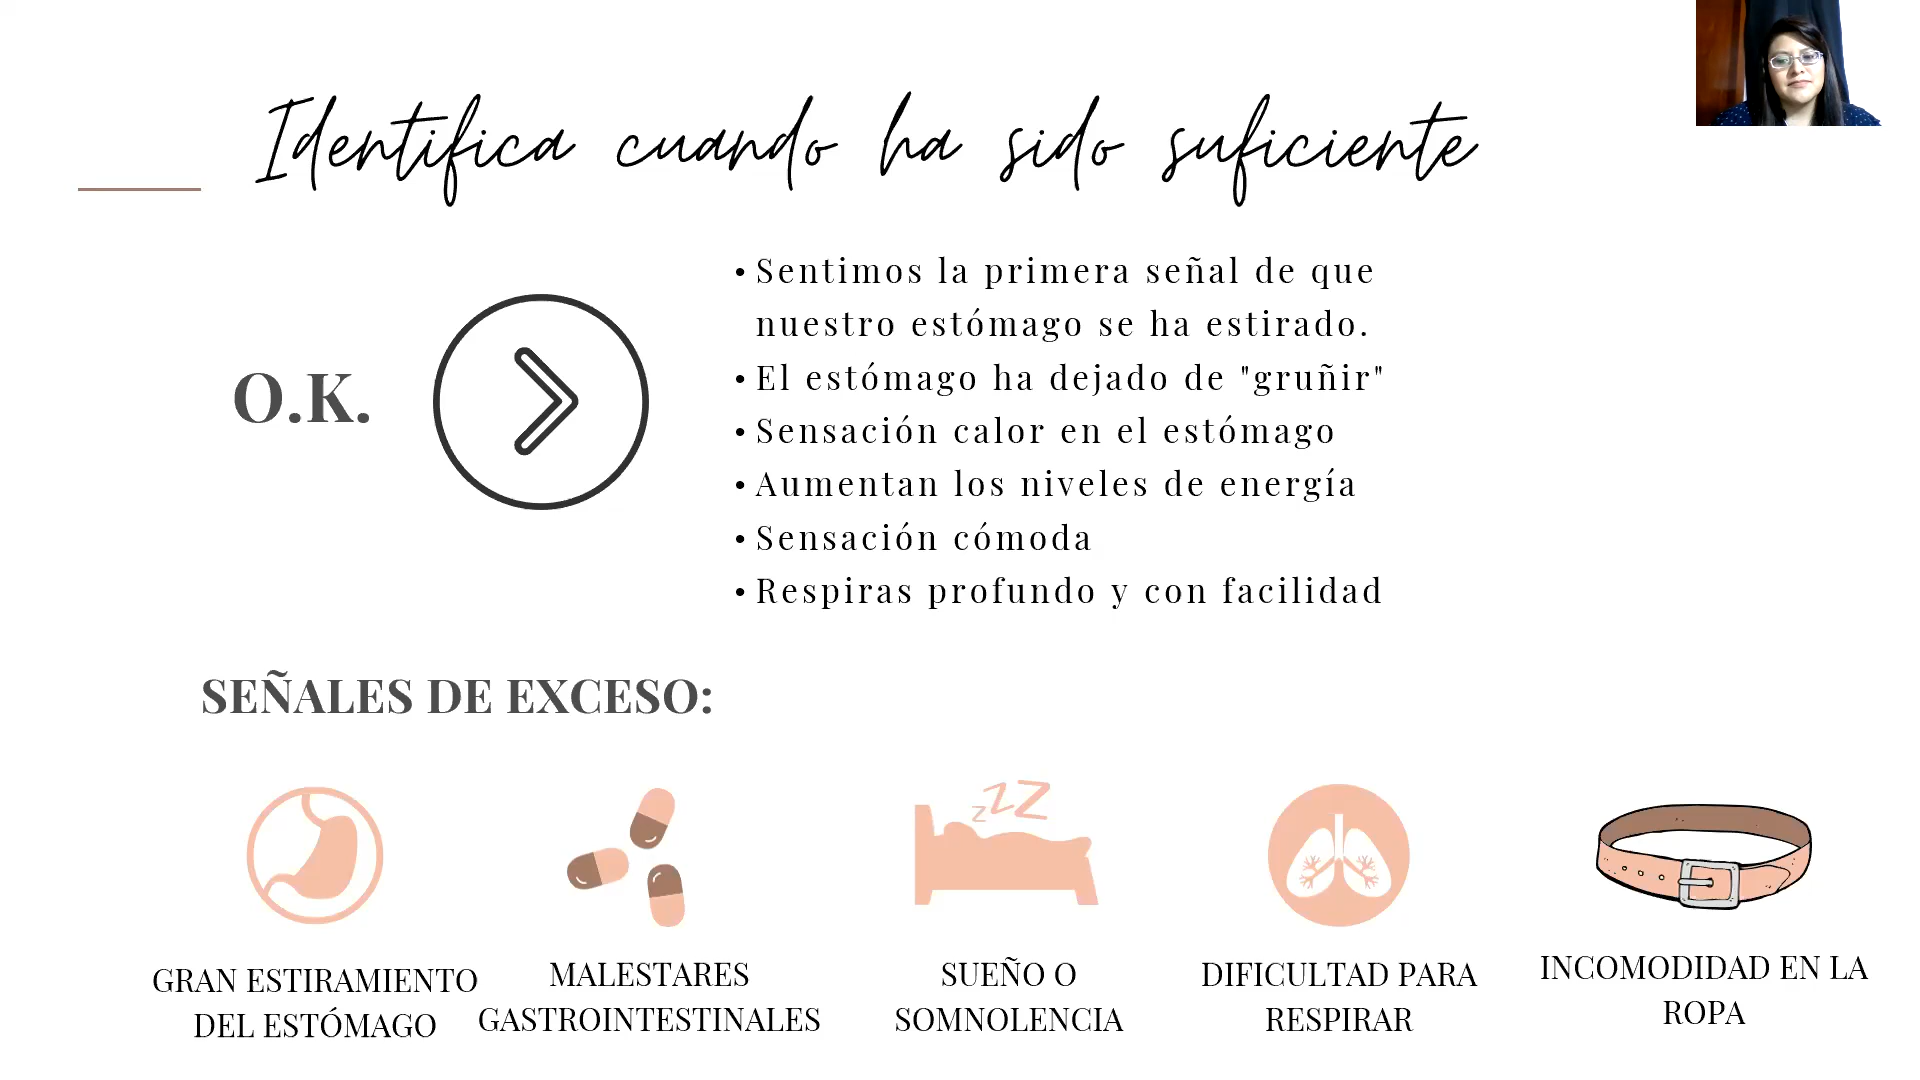 Identifica cuando ha sido suficiente
O.K.
• Sentimos la primera señal de que
nuestro estómago se ha estirado.
• El estómago ha dejado de "gruñir"
• Sensación calor en el estómago
• Aumentan los niveles de energía
• Sensación cómoda
• Respiras profundo y con facilidad
SEÑALES DE EXCESO:
zzZ
GRAN ESTIRAMIENTO
DEL ESTÓMAGO
MALESTARES
GASTROINTESTINALES
SUEÑO O
SOMNOLENCIA
DIFICULTAD PARA
RESPIRAR
INCOMODIDAD EN LA
ROPA